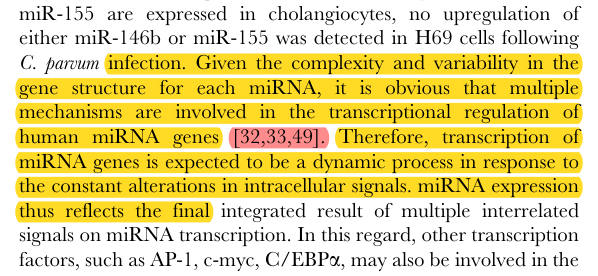 miR-155 are expressed in cholangiocytes, no upregulation of
either miR-146b or miR-155 was detected in H69 cells following
C. parvum infection. Given the complexity and variability in the
gene structure for each miRNA, it is obvious that multiple
mechanisms are involved in the transcriptional regulation of
human miRNA genes [32,33,49]. Therefore, transcription of
miRNA genes is expected to be a dynamic process in response to
the constant alterations in intracellular signals. miRNA expression
thus reflects the final integrated result of multiple interrelated
signals on miRNA transcription. In this regard, other transcription
factors, such as AP-1, c-myc, C/EBPα, may also be involved in the